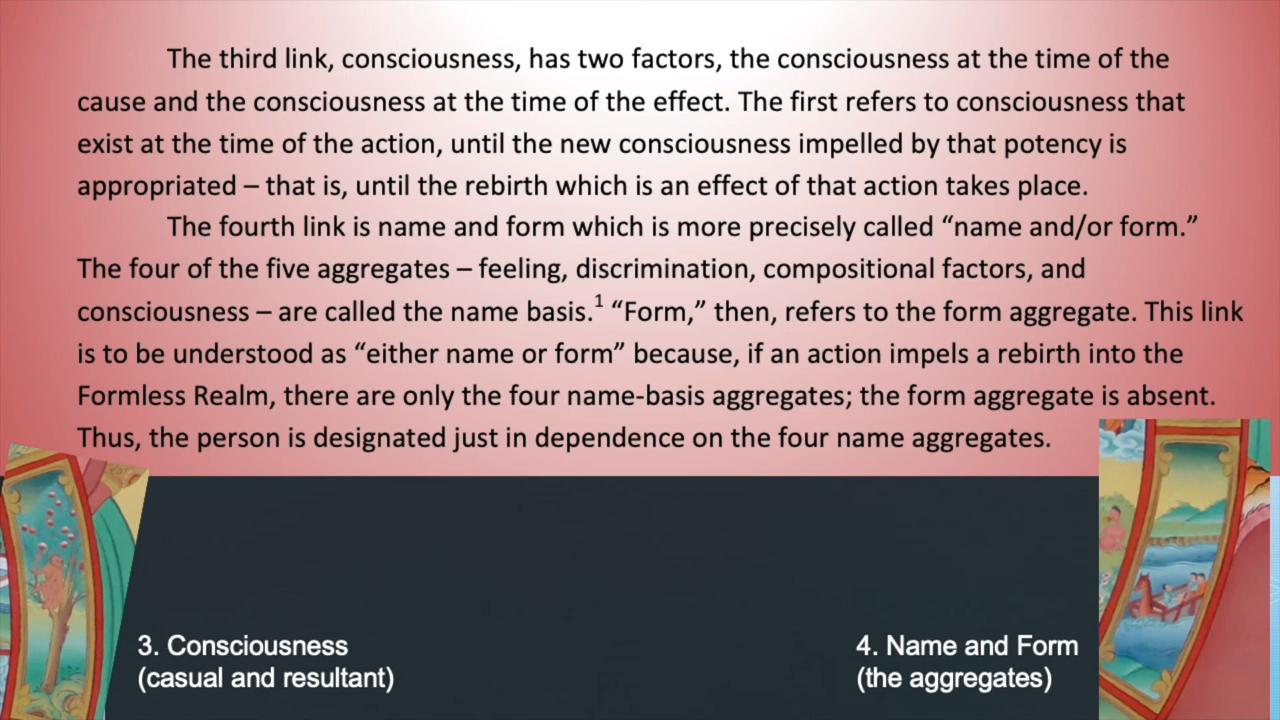 The third link, consciousness, has two factors, the consciousness at the time of the
cause and the consciousness at the time of the effect. The first refers to consciousness that
exist at the time of the action, until the new consciousness impelled by that potency is
appropriated – that is, until the rebirth which is an effect of that action takes place.
The fourth link is name and form which is more precisely called “name and/or form.”
The four of the five aggregates – feeling, discrimination, compositional factors, and
consciousness – are called the name basis.¹ “Form,” then, refers to the form aggregate. This link
is to be understood as “either name or form” because, if an action impels a rebirth into the
Formless Realm, there are only the four name-basis aggregates; the form aggregate is absent.
Thus, the person is designated just in dependence on the four name aggregates.
3. Consciousness
(casual and resultant)
4. Name and Form
(the aggregates)